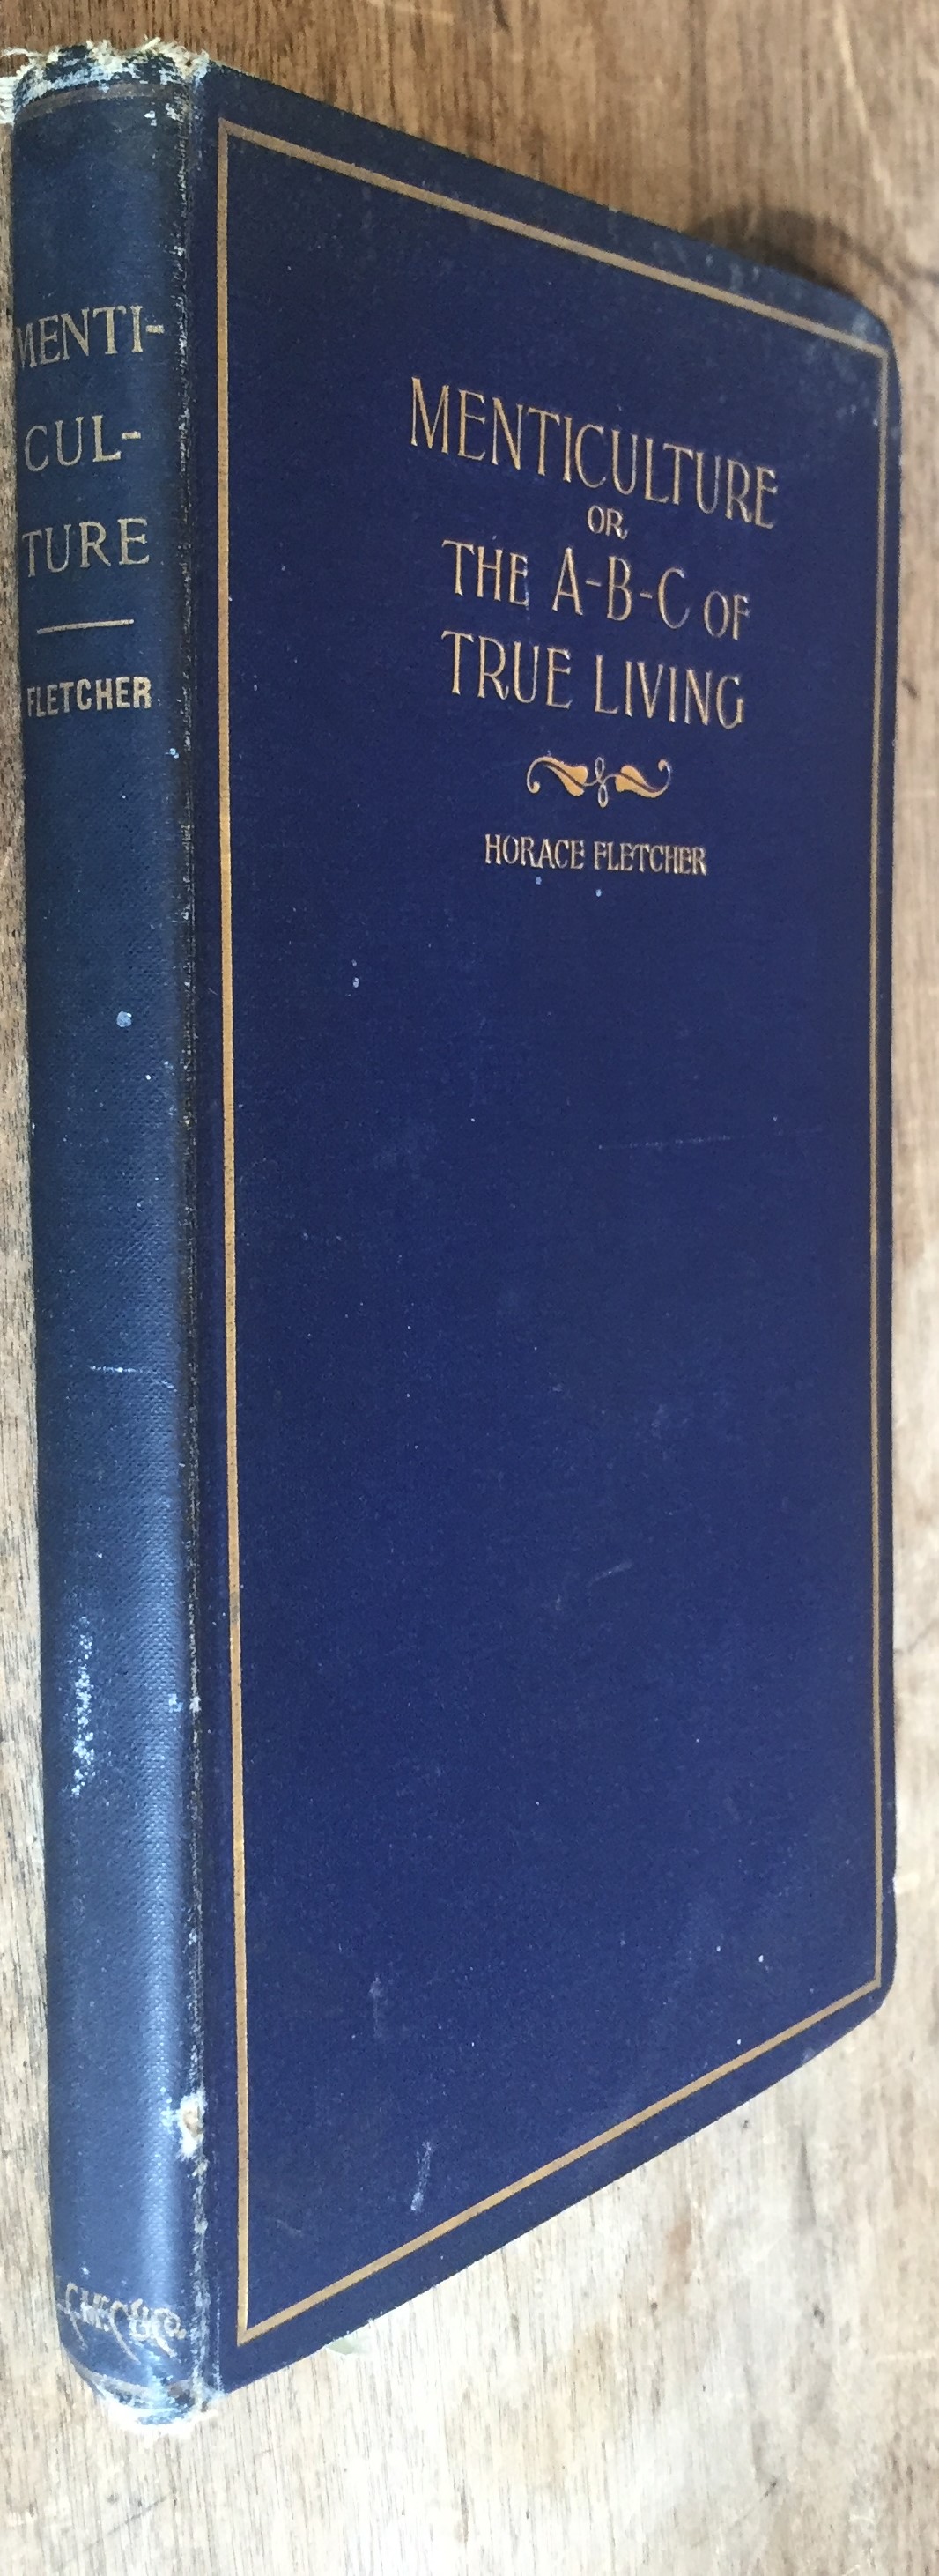 MENTI-
CUL-
TURE
FLETCHER
MENTICULTURE
OR
THE A-B-C OF
TRUE LIVING
HORACE FLETCHER